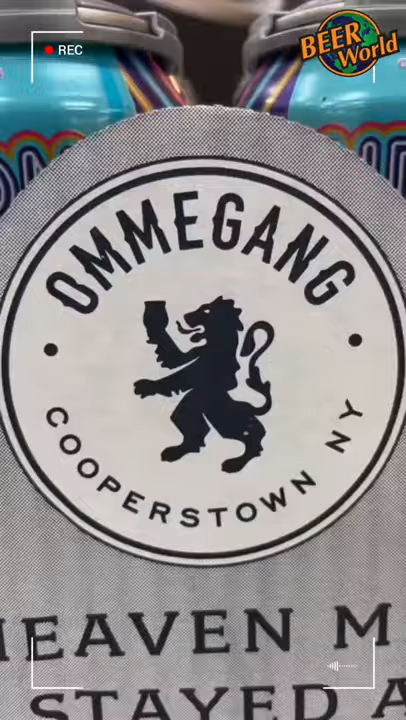 REC
BEER
World
OMMEGANG
COOPERSTOWN NY
HEAVEN M
STAYED A